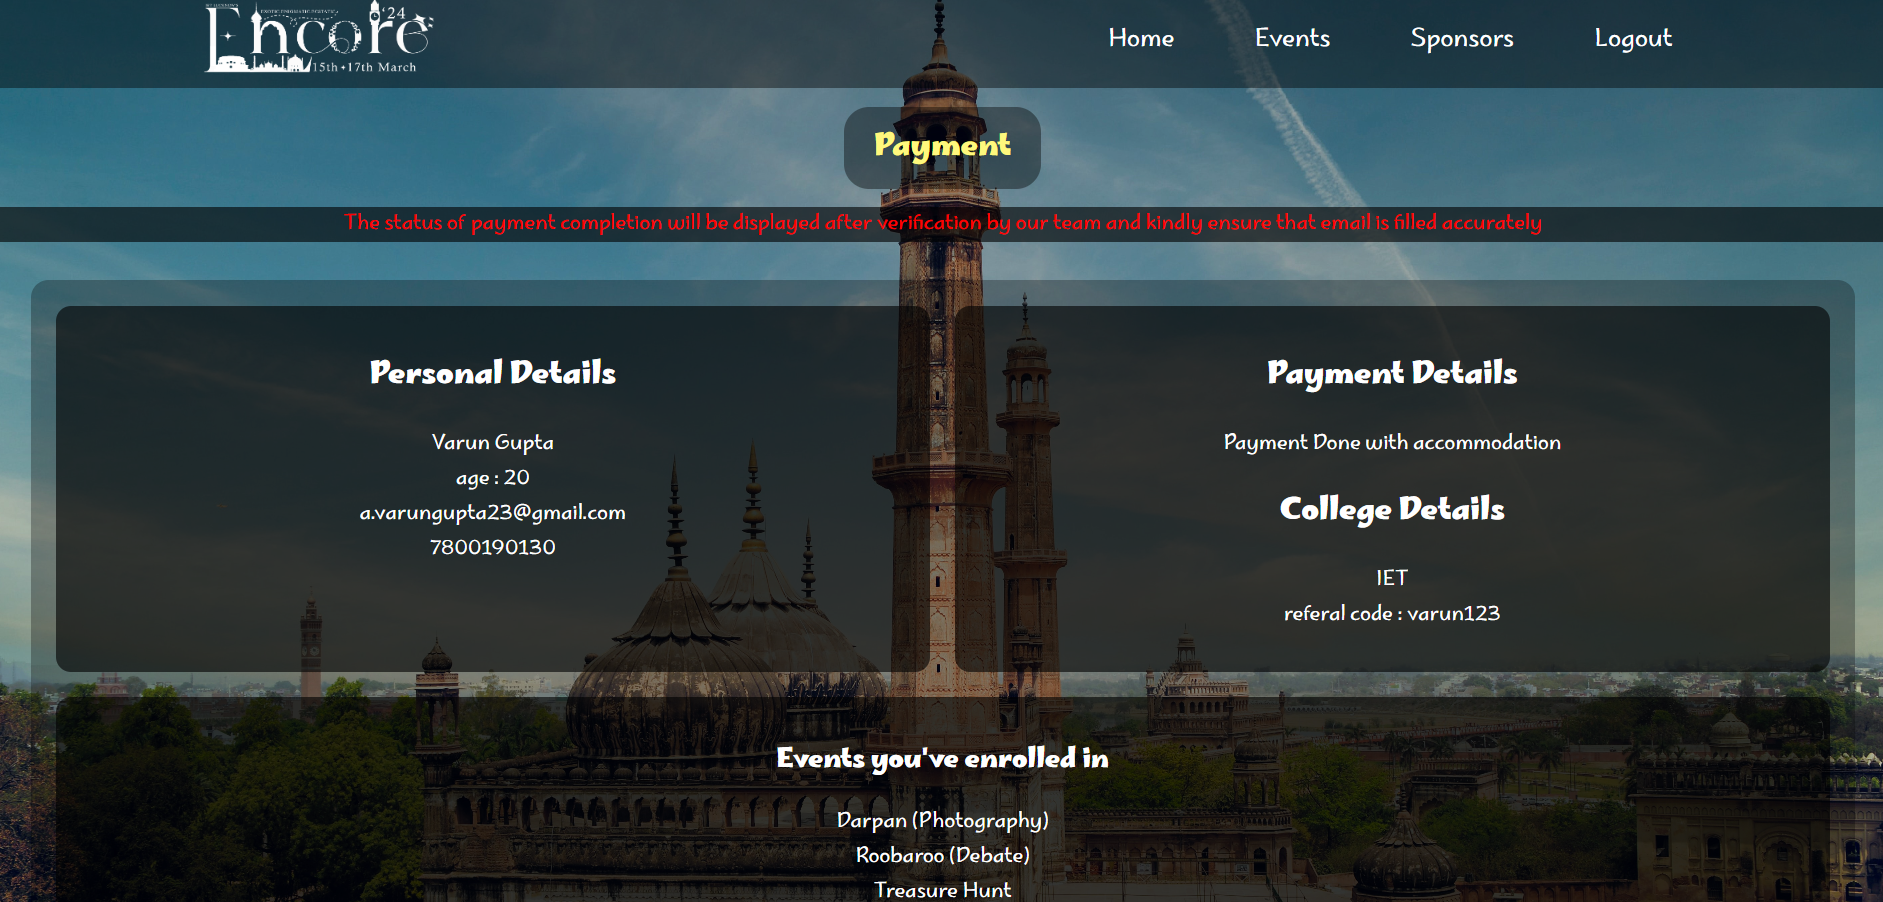 Encore '24
15th • 17th March
Home
Events
Sponsors
Logout
Payment
The status of payment completion will be displayed after verification by our team and kindly ensure that email is filled accurately
Personal Details
Varun Gupta
age : 20
a.varungupta23@gmail.com
7800190130
Payment Details
Payment Done with accommodation
College Details
IET
referal code : varun123
Events you've enrolled in
Darpan (Photography)
Roobaroo (Debate)
Treasure Hunt